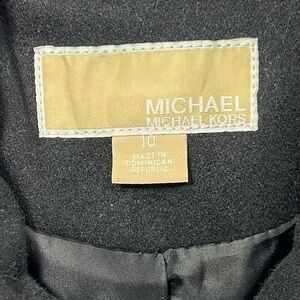 MICHAEL
MICHAEL KORS
10
MADE IN
DOMINICAN
REPUBLIC